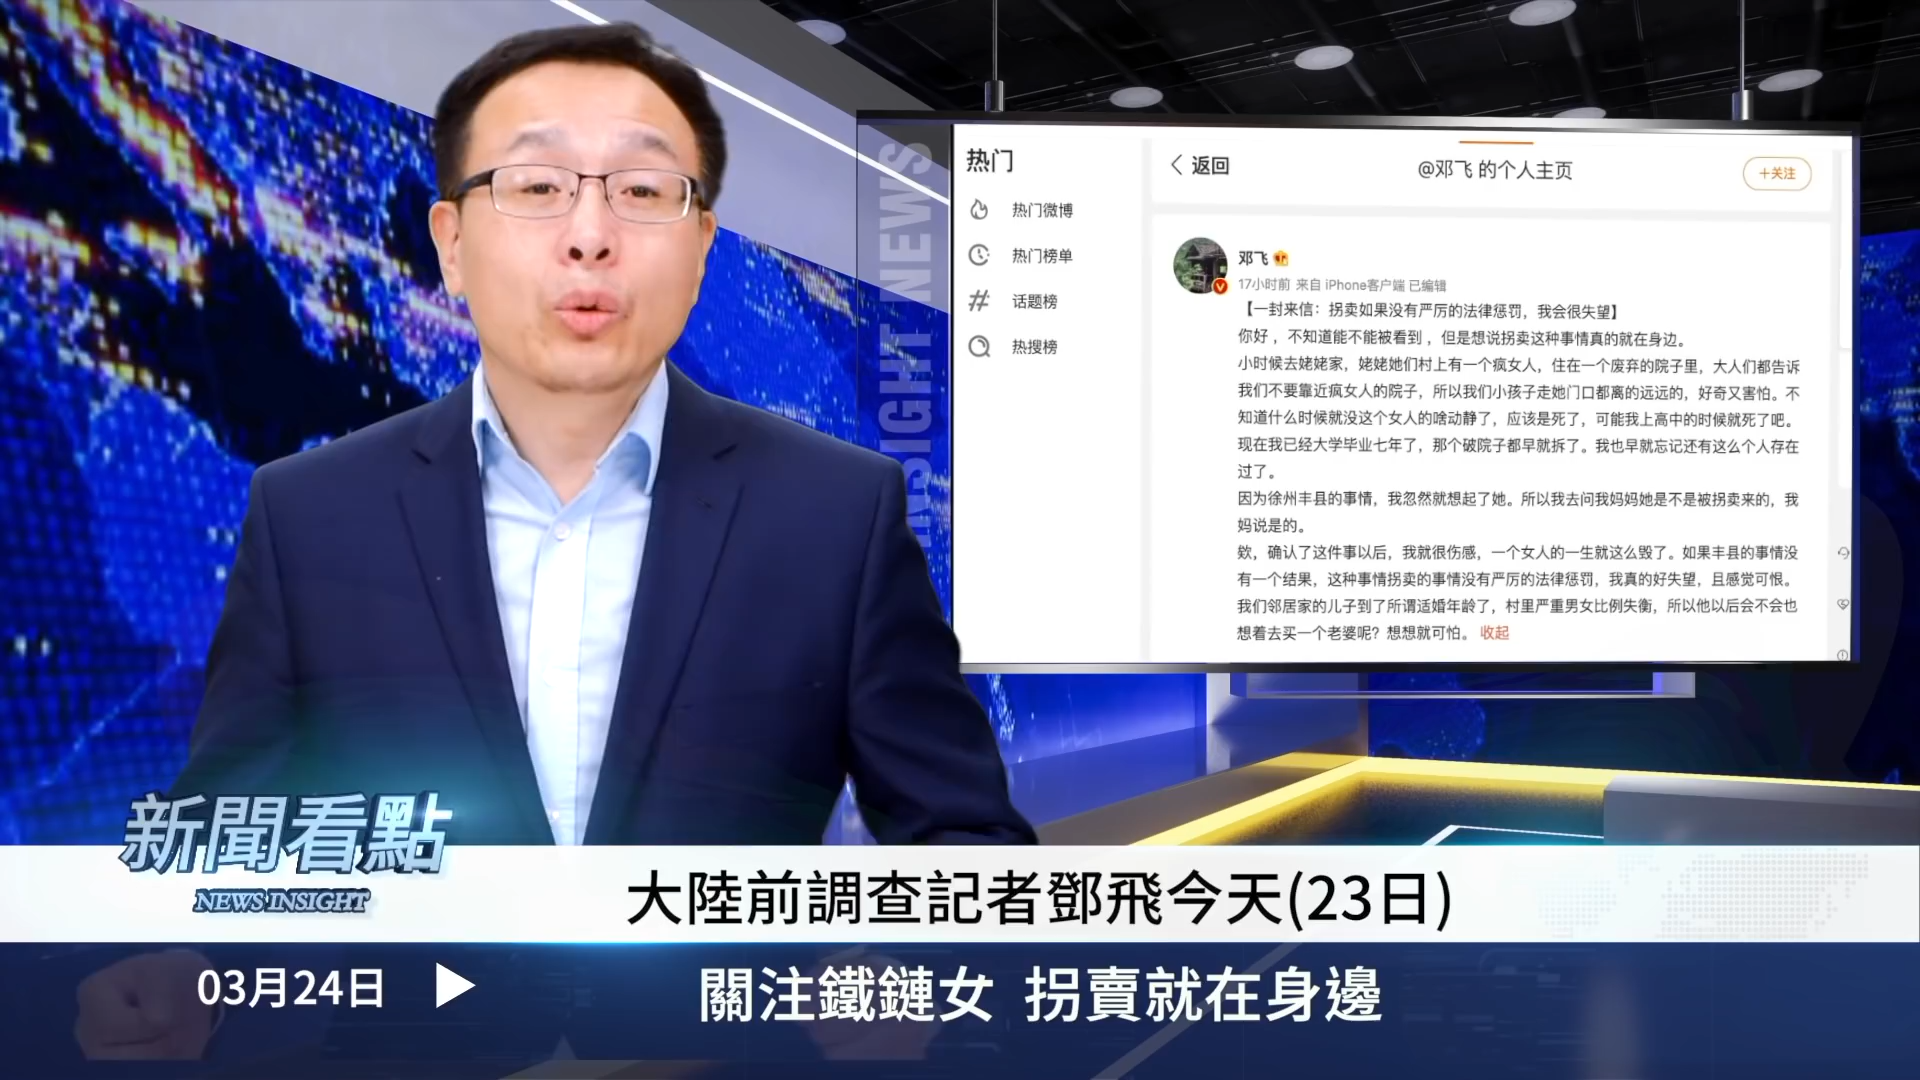 INSIGHT NEWS
热门
热门微博
热门榜单
话题榜
热搜榜
返回
@邓飞 的个人主页
+关注
邓飞
17小时前 来自 iPhone客户端 已编辑
【一封来信：拐卖如果没有严厉的法律惩罚，我会很失望】
你好 ，不知道能不能被看到 ，但是想说拐卖这种事情真的就在身边。
小时候去姥姥家，姥姥她们村上有一个疯女人，住在一个废弃的院子里，大人们都告诉
我们不要靠近疯女人的院子，所以我们小孩子走她门口都离的远远的，好奇又害怕。不
知道什么时候就没这个女人的啥动静了，应该是死了，可能我上高中的时候就死了吧。
现在我已经大学毕业七年了，那个破院子都早就拆了。我也早就忘记还有这么个人存在
过了。
因为徐州丰县的事情，我忽然就想起了她。所以我去问我妈妈她是不是被拐卖来的，我
妈说是的。
欸，确认了这件事以后，我就很伤感，一个女人的一生就这么毁了。如果丰县的事情没
有一个结果，这种事情拐卖的事情没有严厉的法律惩罚，我真的好失望，且感觉可恨。
我们邻居家的儿子到了所谓适婚年龄了，村里严重男女比例失衡，所以他以后会不会也
想着去买一个老婆呢？想想就可怕。 收起
新聞看點
NEWS INSIGHT
大陸前調查記者鄧飛今天(23日)
03月24日
關注鐵鏈女 拐賣就在身邊